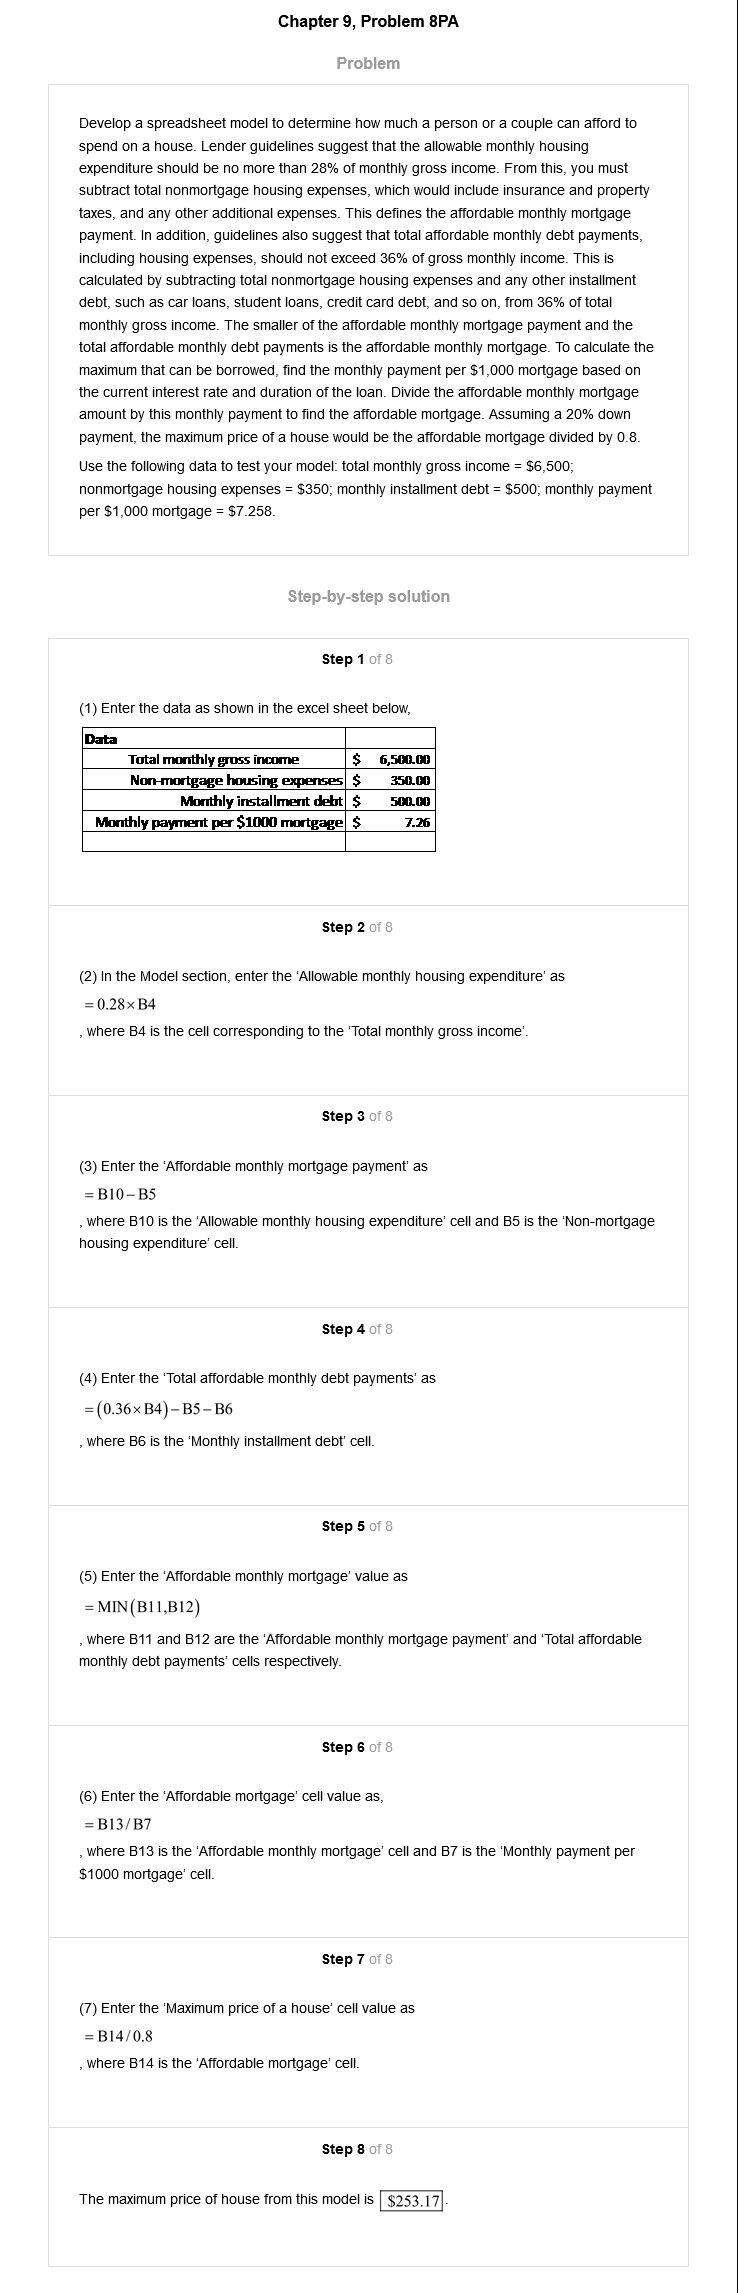 Chapter 9, Problem 8PA
Problem
Develop a spreadsheet model to determine how much a person or a couple can afford to
spend on a house. Lender guidelines suggest that the allowable monthly housing
expenditure should be no more than 28% of monthly gross income. From this, you must
subtract total nonmortgage housing expenses, which would include insurance and property
taxes, and any other additional expenses. This defines the affordable monthly mortgage
payment. In addition, guidelines also suggest that total affordable monthly debt payments,
including housing expenses, should not exceed 36% of gross monthly income. This is
calculated by subtracting total nonmortgage housing expenses and any other installment
debt, such as car loans, student loans, credit card debt, and so on, from 36% of total
monthly gross income. The smaller of the affordable monthly mortgage payment and the
total affordable monthly debt payments is the affordable monthly mortgage. To calculate the
maximum that can be borrowed, find the monthly payment per $1,000 mortgage based on
the current interest rate and duration of the loan. Divide the affordable monthly mortgage
amount by this monthly payment to find the affordable mortgage. Assuming a 20% down
payment, the maximum price of a house would be the affordable mortgage divided by 0.8.
Use the following data to test your model: total monthly gross income = $6,500;
nonmortgage housing expenses = $350; monthly installment debt = $500; monthly payment
per $1,000 mortgage = $7.258.
Step-by-step solution
Step 1 of 8
(1) Enter the data as shown in the excel sheet below,
Data
Total monthly gross income $ 6,500.00
Non-mortgage housing expenses $ 350.00
Monthly installment debt $ 500.00
Monthly payment per $1000 mortgage $ 7.26
Step 2 of 8
(2) In the Model section, enter the ‘Allowable monthly housing expenditure’ as
= 0.28×B4
, where B4 is the cell corresponding to the ‘Total monthly gross income’.
Step 3 of 8
(3) Enter the ‘Affordable monthly mortgage payment’ as
= B10 – B5
, where B10 is the ‘Allowable monthly housing expenditure’ cell and B5 is the ‘Non-mortgage
housing expenditure’ cell.
Step 4 of 8
(4) Enter the ‘Total affordable monthly debt payments’ as
= (0.36×B4) – B5 – B6
, where B6 is the ‘Monthly installment debt’ cell.
Step 5 of 8
(5) Enter the ‘Affordable monthly mortgage’ value as
= MIN(B11,B12)
, where B11 and B12 are the ‘Affordable monthly mortgage payment’ and ‘Total affordable
monthly debt payments’ cells respectively.
Step 6 of 8
(6) Enter the ‘Affordable mortgage’ cell value as,
= B13/B7
, where B13 is the ‘Affordable monthly mortgage’ cell and B7 is the ‘Monthly payment per
$1000 mortgage’ cell.
Step 7 of 8
(7) Enter the ‘Maximum price of a house’ cell value as
= B14/0.8
, where B14 is the ‘Affordable mortgage’ cell.
Step 8 of 8
The maximum price of house from this model is $253.17.